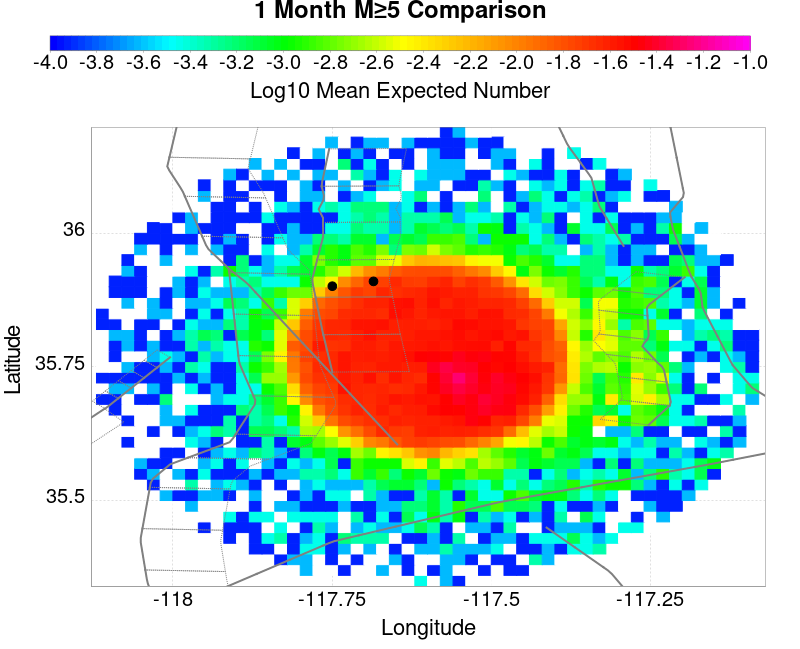 1 Month M≥5 Comparison
-4.0 -3.8 -3.6 -3.4 -3.2 -3.0 -2.8 -2.6 -2.4 -2.2 -2.0 -1.8 -1.6 -1.4 -1.2 -1.0
Log10 Mean Expected Number
36
35.75
35.5
Latitude
-118 -117.75 -117.5 -117.25
Longitude